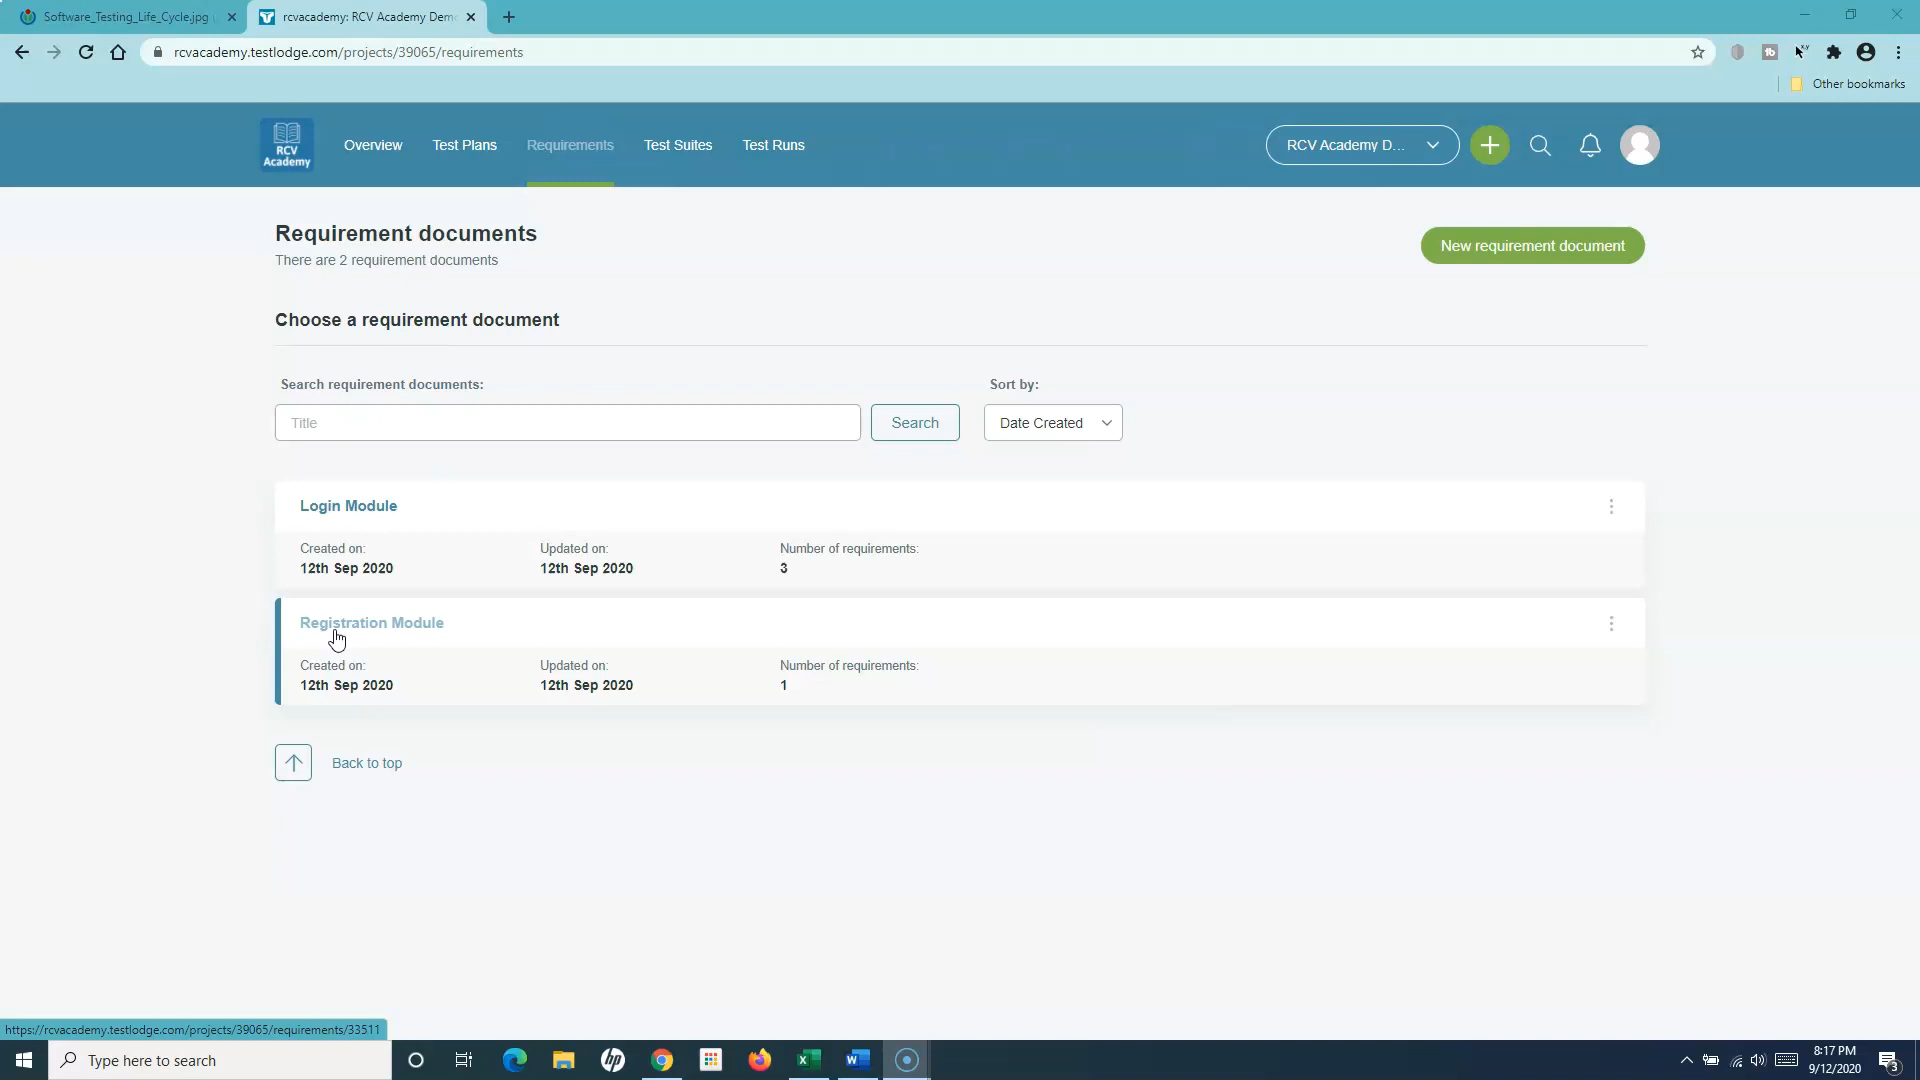 Software_Testing_Life_Cycle.jpg
rcvacademy: RCV Academy Dem
rcvacademy.testlodge.com/projects/39065/requirements
Other bookmarks
RCV Academy
Overview
Test Plans
Requirements
Test Suites
Test Runs
RCV Academy D...
Requirement documents
There are 2 requirement documents
New requirement document
Choose a requirement document
Search requirement documents:
Sort by:
Title
Search
Date Created
Login Module
Created on:
Updated on:
Number of requirements:
12th Sep 2020
12th Sep 2020
3
Registration Module
Created on:
Updated on:
Number of requirements:
12th Sep 2020
12th Sep 2020
1
Back to top
https://rcvacademy.testlodge.com/projects/39065/requirements/33511
Type here to search
8:17 PM
9/12/2020
3